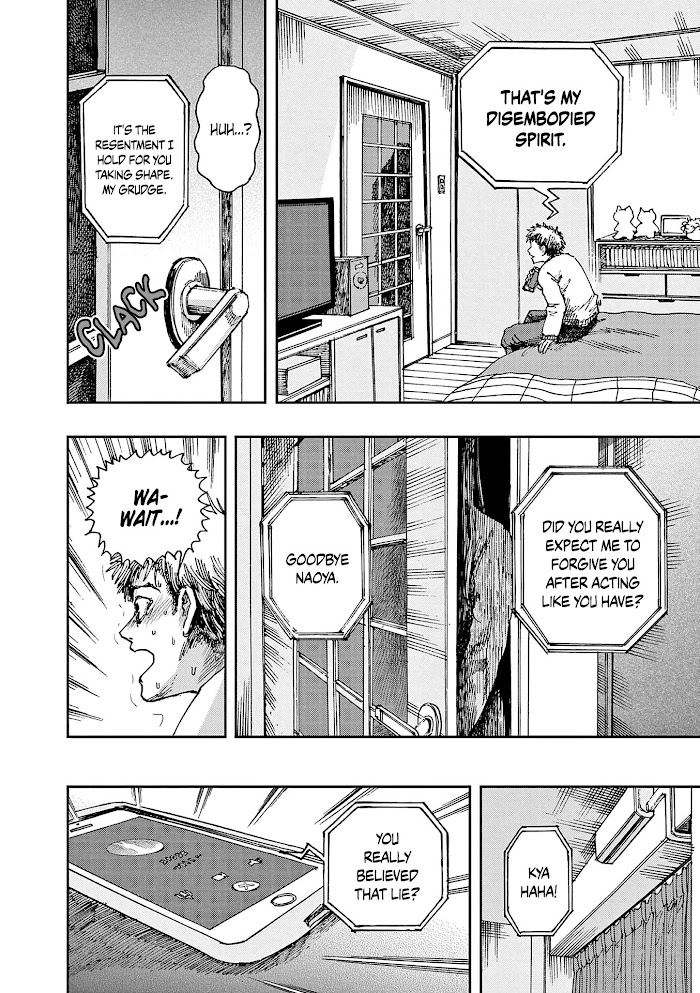 THAT'S MY
DISEMBODIED
SPIRIT.
HUH...?
IT'S THE
RESENTMENT I
HOLD FOR YOU
TAKING SHAPE.
MY GRUDGE.
CLACK
DID YOU REALLY
EXPECT ME TO
FORGIVE YOU
AFTER ACTING
LIKE YOU HAVE?
GOODBYE
NAOYA.
WA-
WAIT...!
KYA
HAHA!
YOU
REALLY
BELIEVED
THAT LIE?